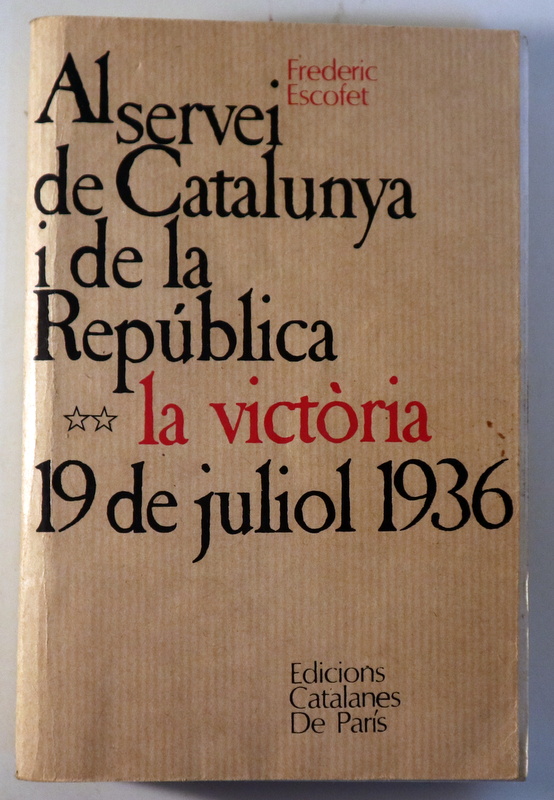 Frederic
Escofet
Al servei
de Catalunya
i de la
República
☆☆ la victòria
19 de juliol 1936
Edicions
Catalanes
De París